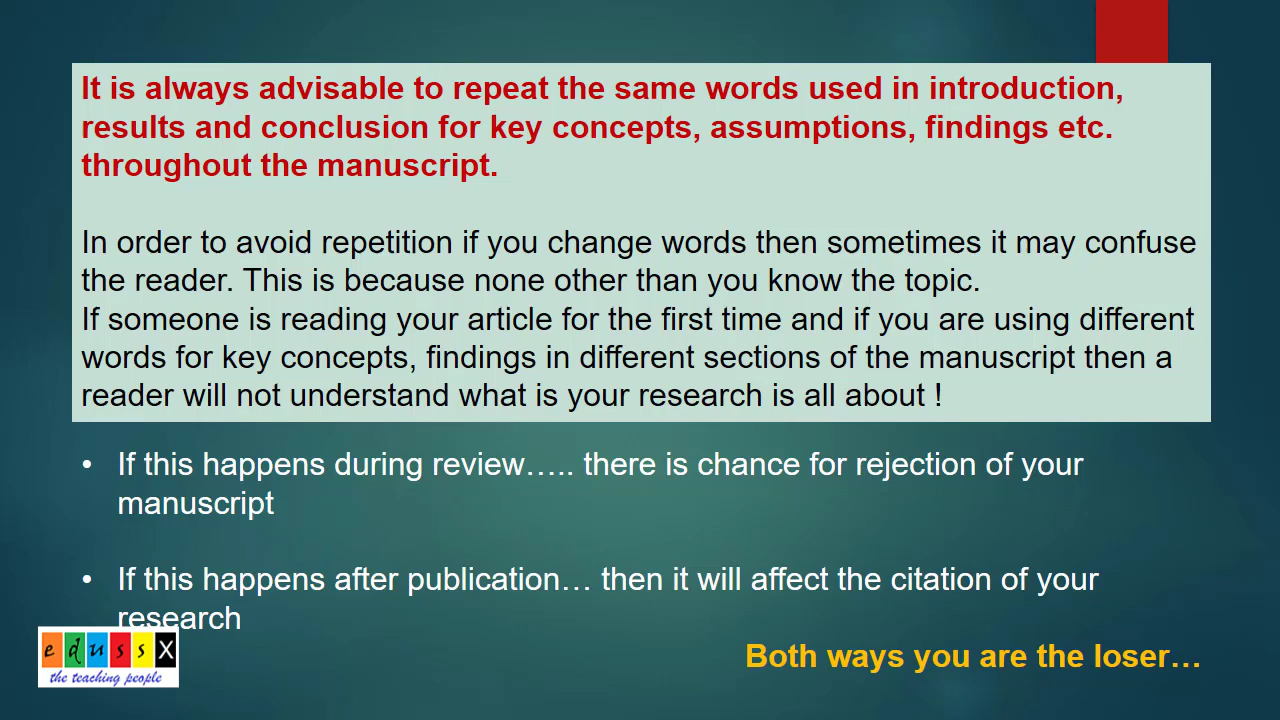 It is always advisable to repeat the same words used in introduction,
results and conclusion for key concepts, assumptions, findings etc.
throughout the manuscript.
In order to avoid repetition if you change words then sometimes it may confuse
the reader. This is because none other than you know the topic.
If someone is reading your article for the first time and if you are using different
words for key concepts, findings in different sections of the manuscript then a
reader will not understand what is your research is all about !
• If this happens during review….. there is chance for rejection of your
manuscript
• If this happens after publication… then it will affect the citation of your
research
edussX
the teaching people
Both ways you are the loser…